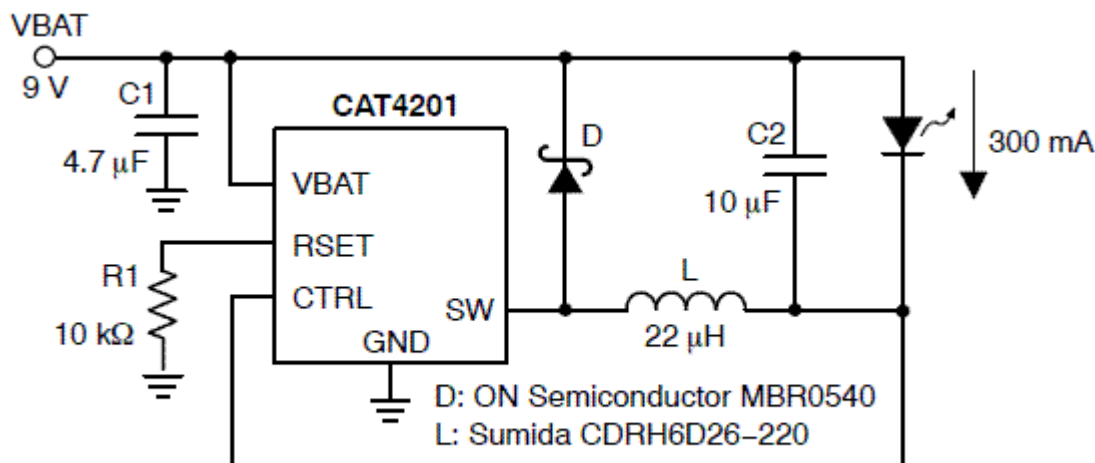 VBAT
9 V
C1
4.7 μF
CAT4201
VBAT
RSET
CTRL
SW
GND
R1
10 kΩ
D
C2
10 μF
300 mA
L
22 μH
D: ON Semiconductor MBR0540
L: Sumida CDRH6D26−220